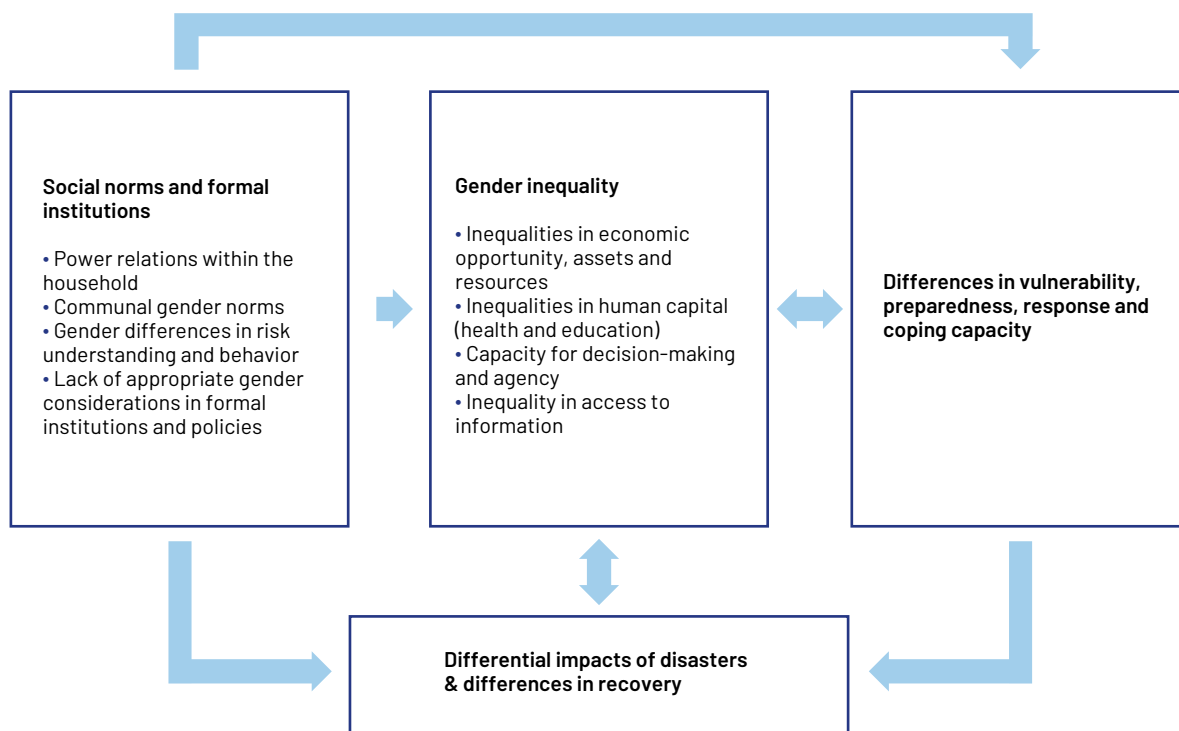 Social norms and formal
institutions
• Power relations within the
household
• Communal gender norms
• Gender differences in risk
understanding and behavior
• Lack of appropriate gender
considerations in formal
institutions and policies
Gender inequality
• Inequalities in economic
opportunity, assets and
resources
• Inequalities in human capital
(health and education)
• Capacity for decision-making
and agency
• Inequality in access to
information
Differences in vulnerability,
preparedness, response and
coping capacity
Differential impacts of disasters
& differences in recovery